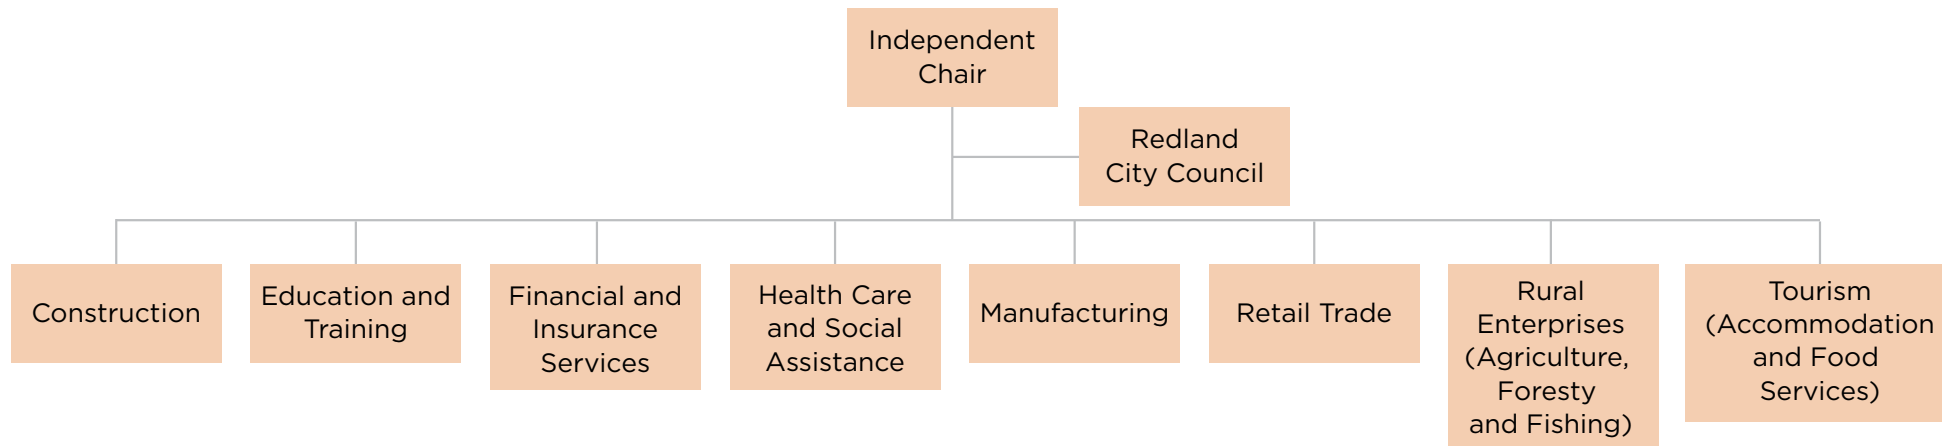 Independent
Chair
Redland
City Council
Construction
Education and
Training
Financial and
Insurance
Services
Health Care
and Social
Assistance
Manufacturing
Retail Trade
Rural
Enterprises
(Agriculture,
Foresty
and Fishing)
Tourism
(Accommodation
and Food
Services)